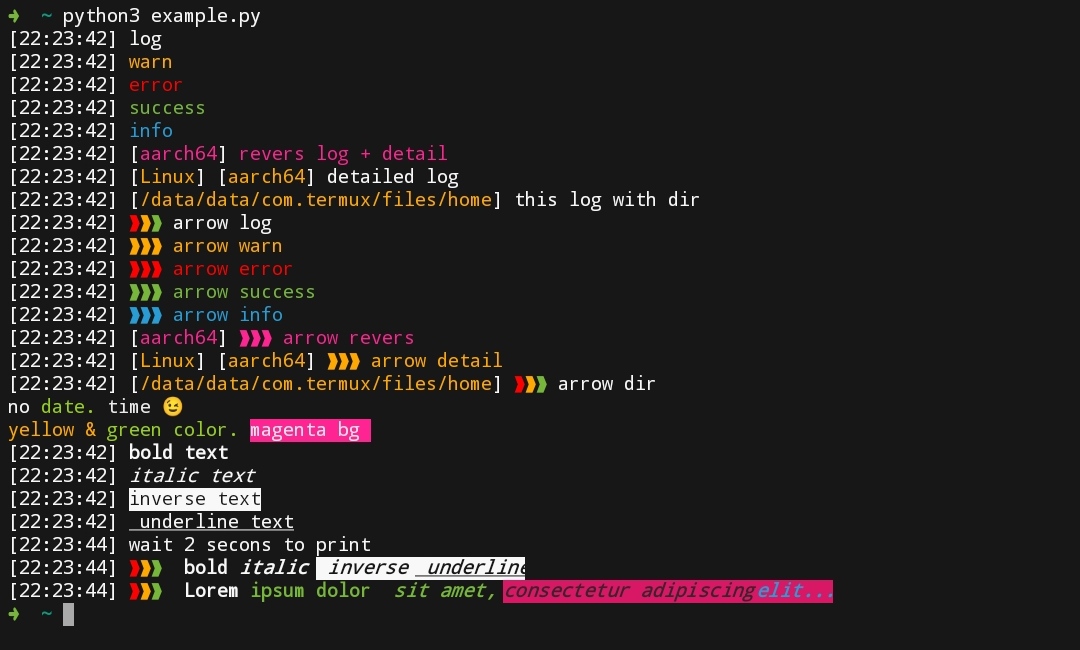 ➜ ~ python3 example.py
[22:23:42] log
[22:23:42] warn
[22:23:42] error
[22:23:42] success
[22:23:42] info
[22:23:42] [aarch64] revers log + detail
[22:23:42] [Linux] [aarch64] detailed log
[22:23:42] [/data/data/com.termux/files/home] this log with dir
[22:23:42] ❱❱❱ arrow log
[22:23:42] ❱❱❱ arrow warn
[22:23:42] ❱❱❱ arrow error
[22:23:42] ❱❱❱ arrow success
[22:23:42] ❱❱❱ arrow info
[22:23:42] [aarch64] ❱❱❱ arrow revers
[22:23:42] [Linux] [aarch64] ❱❱❱ arrow detail
[22:23:42] [/data/data/com.termux/files/home] ❱❱❱ arrow dir
no date. time 😉
yellow & green color. magenta bg
[22:23:42] bold text
[22:23:42] italic text
[22:23:42] inverse text
[22:23:42] underline text
[22:23:44] wait 2 secons to print
[22:23:44] ❱❱❱ bold italic inverse underline
[22:23:44] ❱❱❱ Lorem ipsum dolor sit amet, consectetur adipiscing elit...
➜ ~